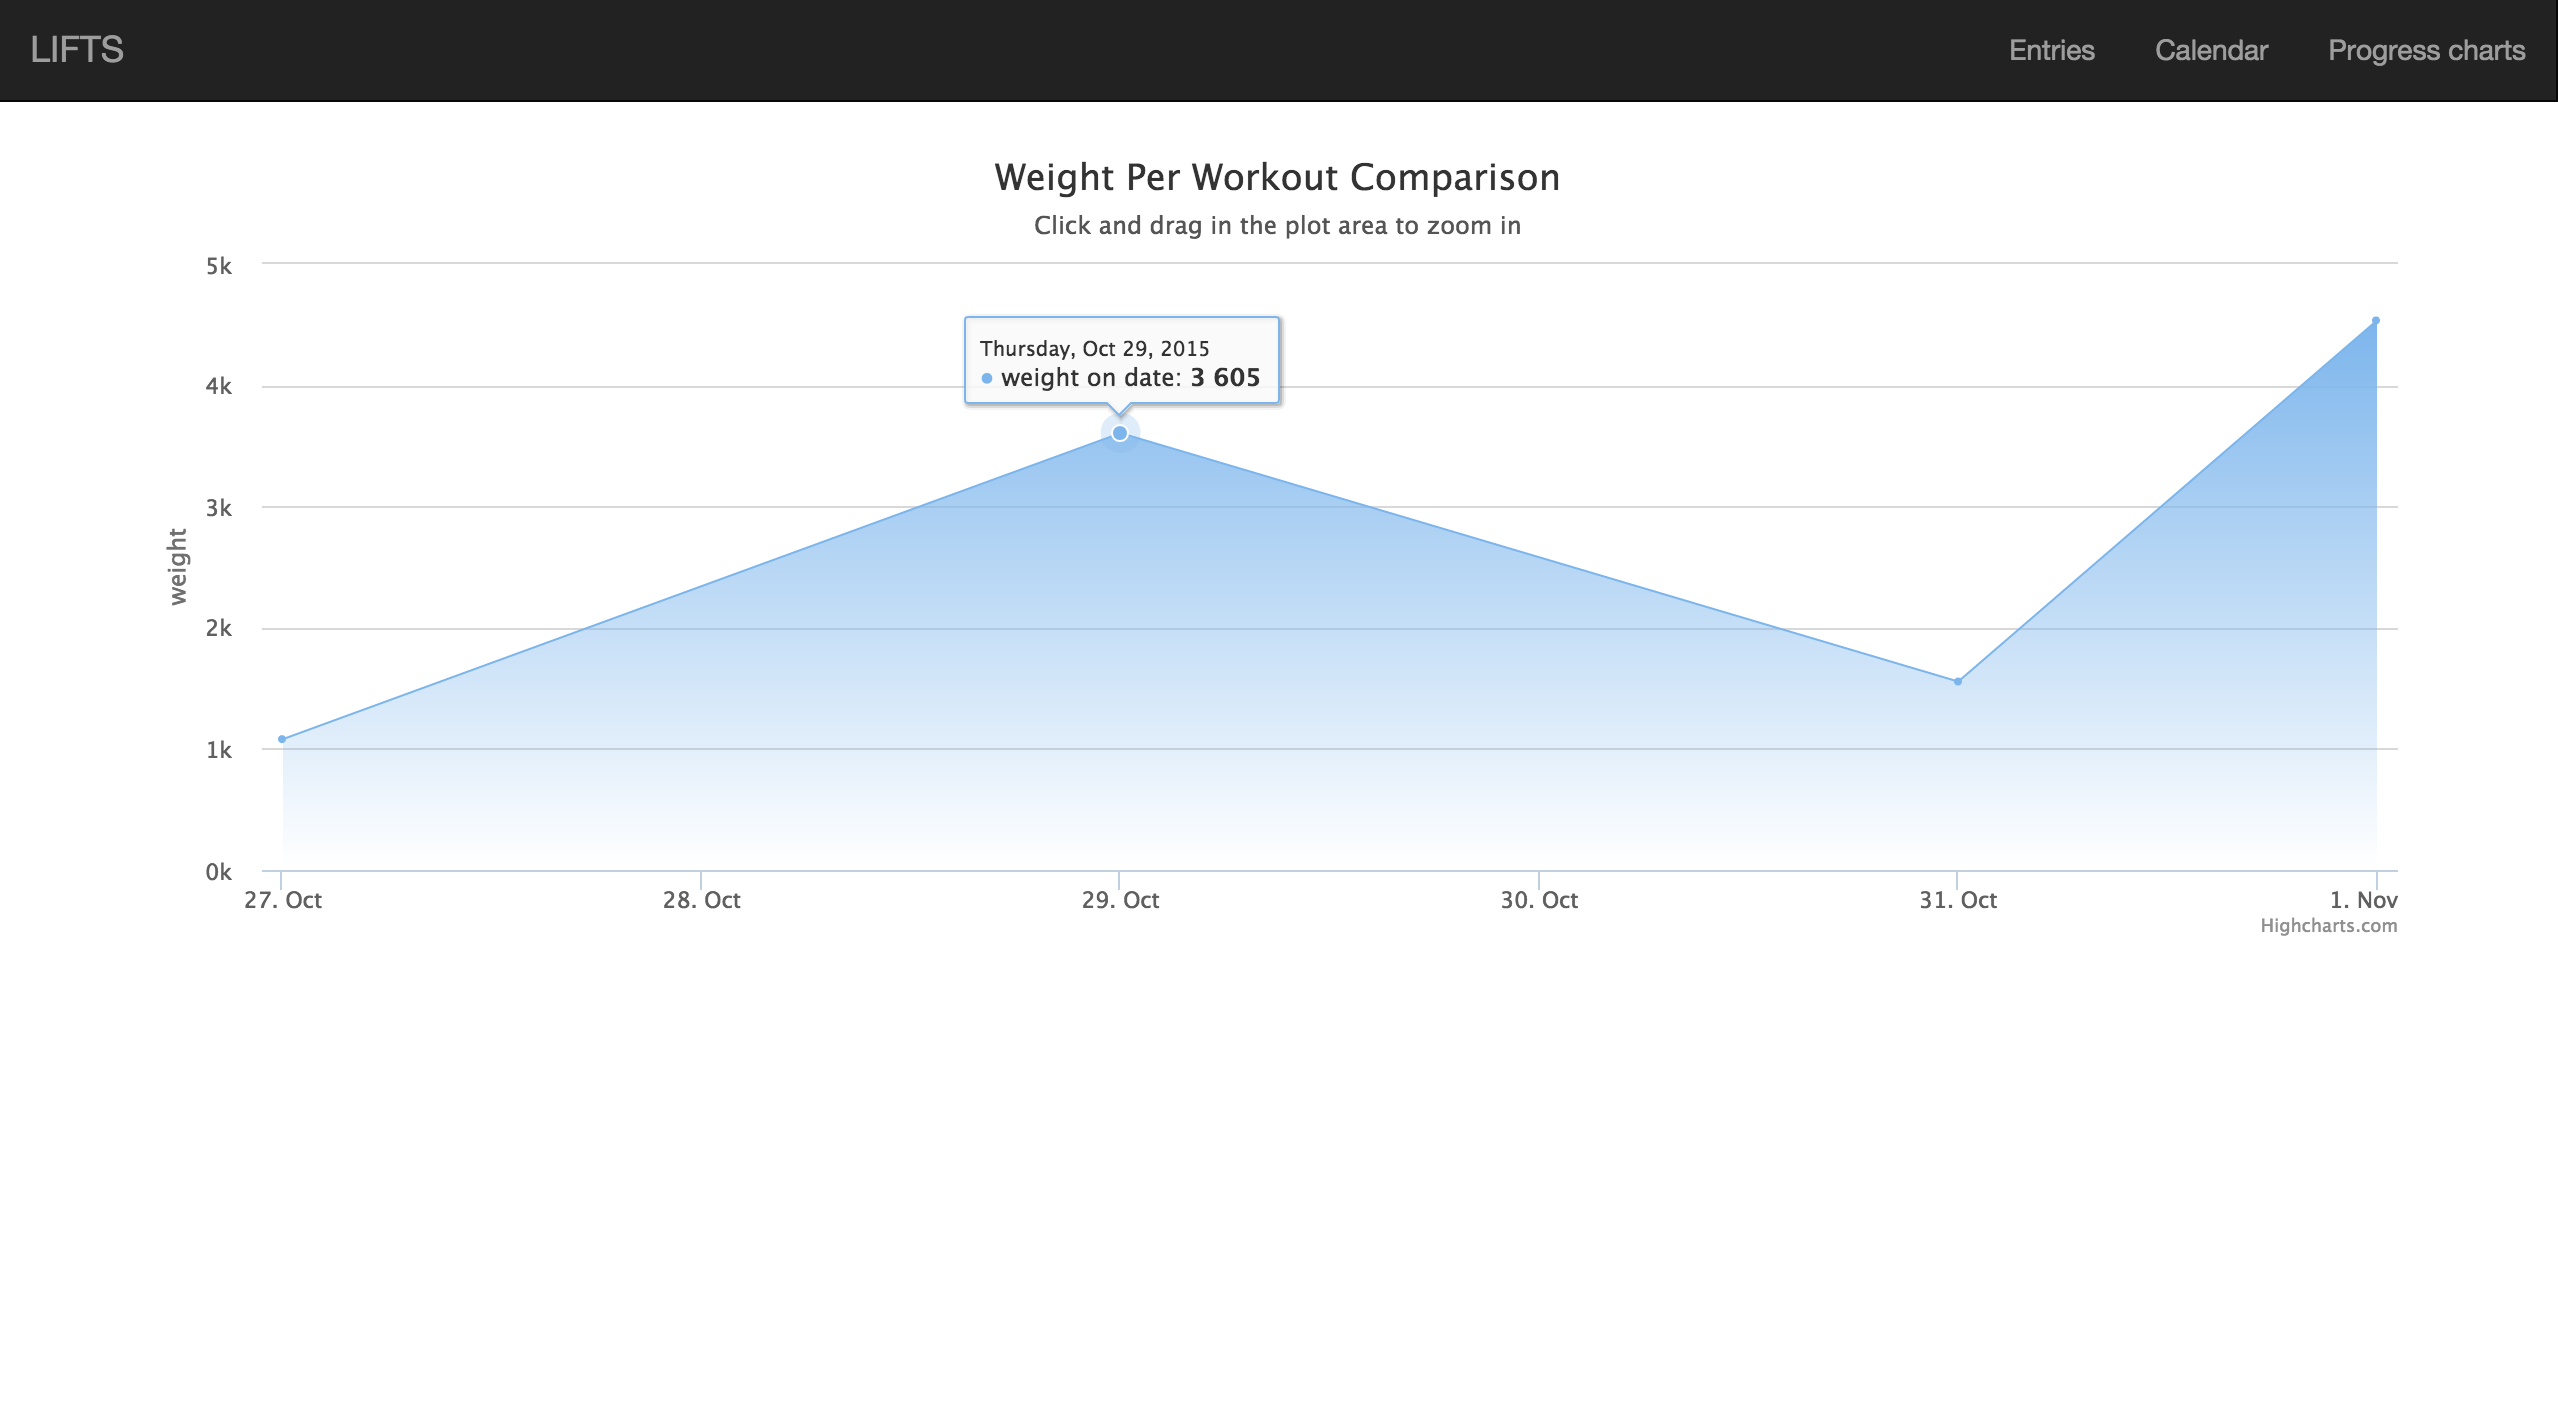 LIFTS
Entries Calendar Progress charts
Weight Per Workout Comparison
Click and drag in the plot area to zoom in
5k
Thursday, Oct 29, 2015
weight on date: 3 605
4k
3k
weight
2k
1k
0k
27. Oct 28. Oct 29. Oct 30. Oct 31. Oct 1. Nov
Highcharts.com